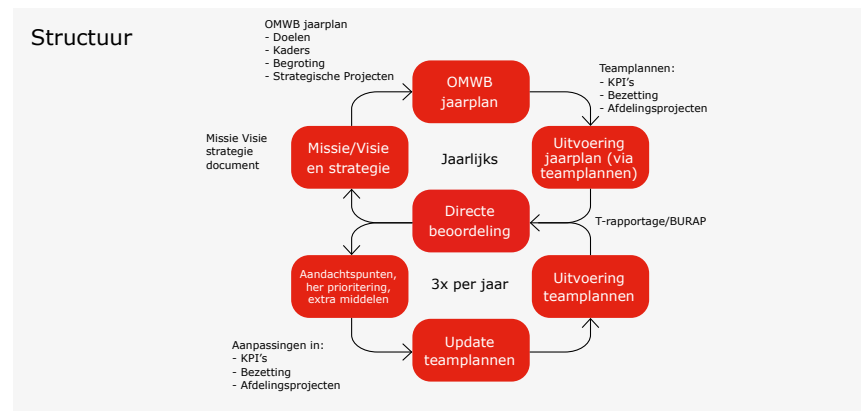 Structuur
OMWB jaarplan
- Doelen
- Kaders
- Begroting
- Strategische Projecten
OMWB
jaarplan
Teamplannen:
- KPI's
- Bezetting
- Afdelingsprojecten
Missie Visie
strategie
document
Missie/Visie
en strategie
Jaarlijks
Uitvoering
jaarplan (via
teamplannen)
Directe
beoordeling
T-rapportage/BURAP
Aandachtspunten,
her prioritering,
extra middelen
3x per jaar
Uitvoering
teamplannen
Update
teamplannen
Aanpassingen in:
- KPI's
- Bezetting
- Afdelingsprojecten